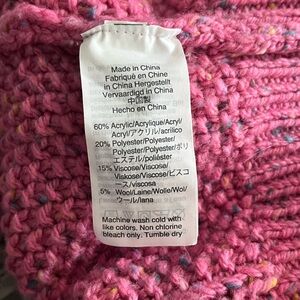 Made in China
Fabriqué en Chine
in China Hergestellt
Vervaardigd in China
中国製
Hecho en China
60% Acrylic/Acrylique/Acryl/
Acryl/アクリル/acrílico
20% Polyester/Polyester/
Polyester/Polyester/ポリ
エステル/poliéster
15% Viscose/Viscose/
Viskose/Viscose/ビスコ
ース/viscosa
5% Wool/Laine/Wolle/Wol/
ウール/lana
Machine wash cold with
like colors. Non chlorine
bleach only. Tumble dry